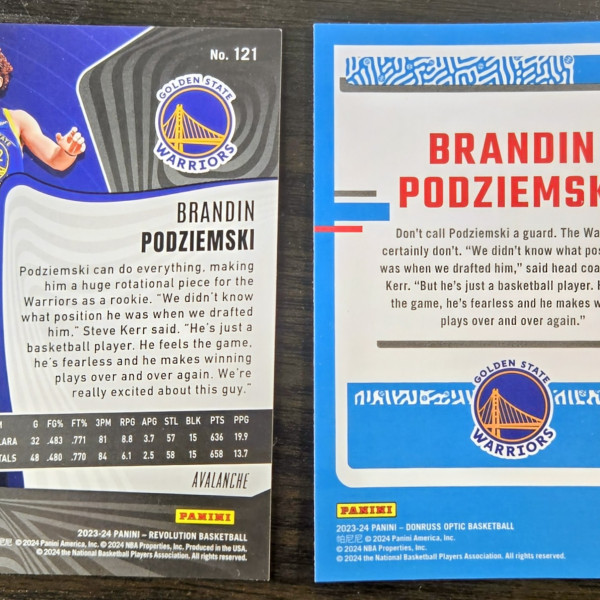 No. 121
GOLDEN STATE
WARRIORS
BRANDIN
PODZIEMSKI
Podziemski can do everything, making
him a huge rotational piece for the
Warriors as a rookie. "We didn't know
what position he was when we drafted
him," Steve Kerr said. "He's just a
basketball player. He feels the game,
he's fearless and he makes winning
plays over and over again. We're
really excited about this guy."
M G FG% FT% 3PM RPG APG STL BLK PTS PPG
LARA 32 .483 .771 81 8.8 3.7 57 15 636 19.9
TALS 48 .480 .770 84 6.1 2.5 58 15 658 13.7
AVALANCHE
PANINI
2023-24 PANINI – REVOLUTION BASKETBALL
帕尼尼 © 2024 Panini America, Inc.
© 2024 NBA Properties, Inc. Produced in the USA.
© 2024 the National Basketball Players Association. All rights reserved.
BRANDIN
PODZIEMSK
Don't call Podziemski a guard. The Wa
certainly don't. "We didn't know what pos
was when we drafted him," said head coa
Kerr. "But he's just a basketball player. H
the game, he's fearless and he makes w
plays over and over again."
GOLDEN STATE
WARRIORS
PANINI
2023-24 PANINI – DONRUSS OPTIC BASKETBALL
帕尼尼 © 2024 Panini America, Inc.
© 2024 NBA Properties, Inc.
© 2024 the National Basketball Players Association. All rights reserved.